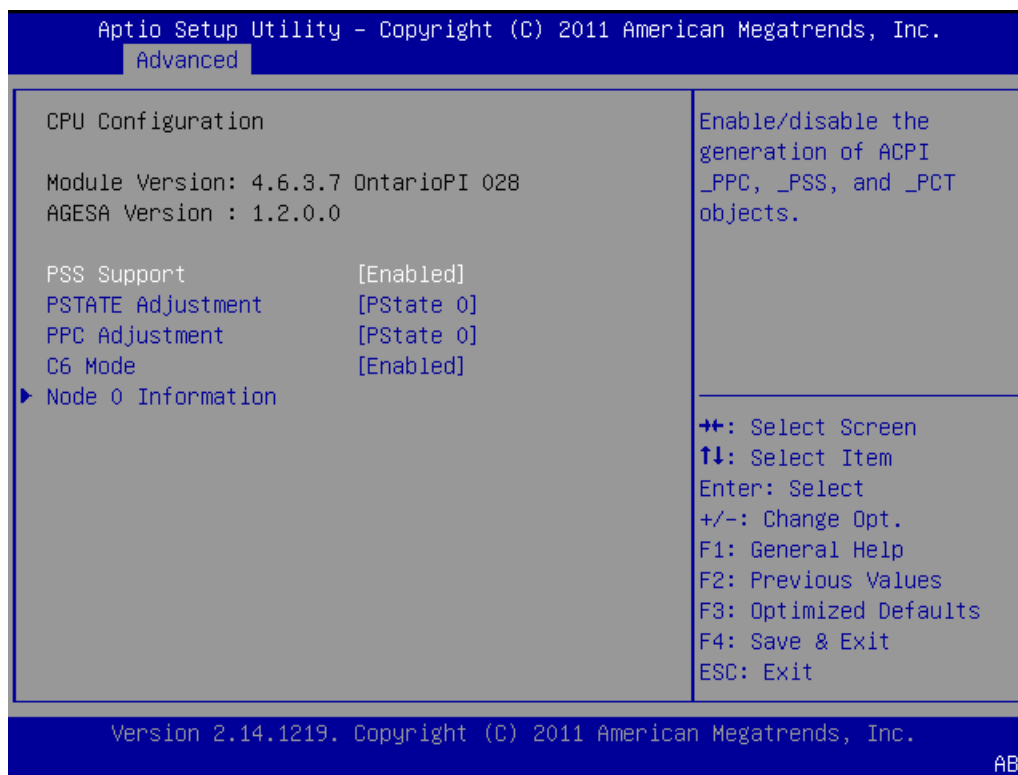 Aptio Setup Utility – Copyright (C) 2011 American Megatrends, Inc.
Advanced
CPU Configuration
Module Version: 4.6.3.7 OntarioPI 028
AGESA Version : 1.2.0.0
PSS Support [Enabled]
PSTATE Adjustment [PState 0]
PPC Adjustment [PState 0]
C6 Mode [Enabled]
Node 0 Information
Enable/disable the
generation of ACPI
_PPC, _PSS, and _PCT
objects.
→←: Select Screen
↑↓: Select Item
Enter: Select
+/-: Change Opt.
F1: General Help
F2: Previous Values
F3: Optimized Defaults
F4: Save & Exit
ESC: Exit
Version 2.14.1219. Copyright (C) 2011 American Megatrends, Inc.
AB